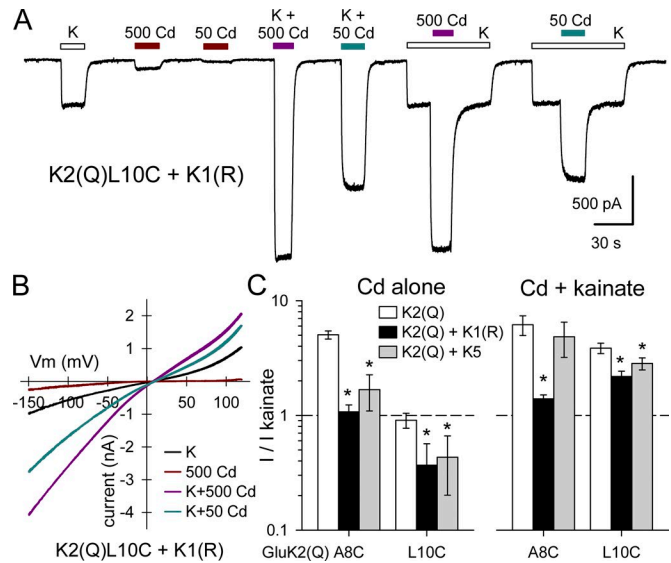 A
K
500 Cd
50 Cd
K +
500 Cd
K +
50 Cd
500 Cd
K
50 Cd
K
K2(Q)L10C + K1(R)
500 pA
30 s
B
Vm (mV)
current (nA)
2
1
-1
-2
-3
-4
-150
-100
50
100
K
500 Cd
K+500 Cd
K+50 Cd
K2(Q)L10C + K1(R)
C
Cd alone
Cd + kainate
I / I kainate
10
1
0.1
K2(Q)
K2(Q) + K1(R)
K2(Q) + K5
* * * *
* * *
GluK2(Q) A8C L10C
A8C L10C